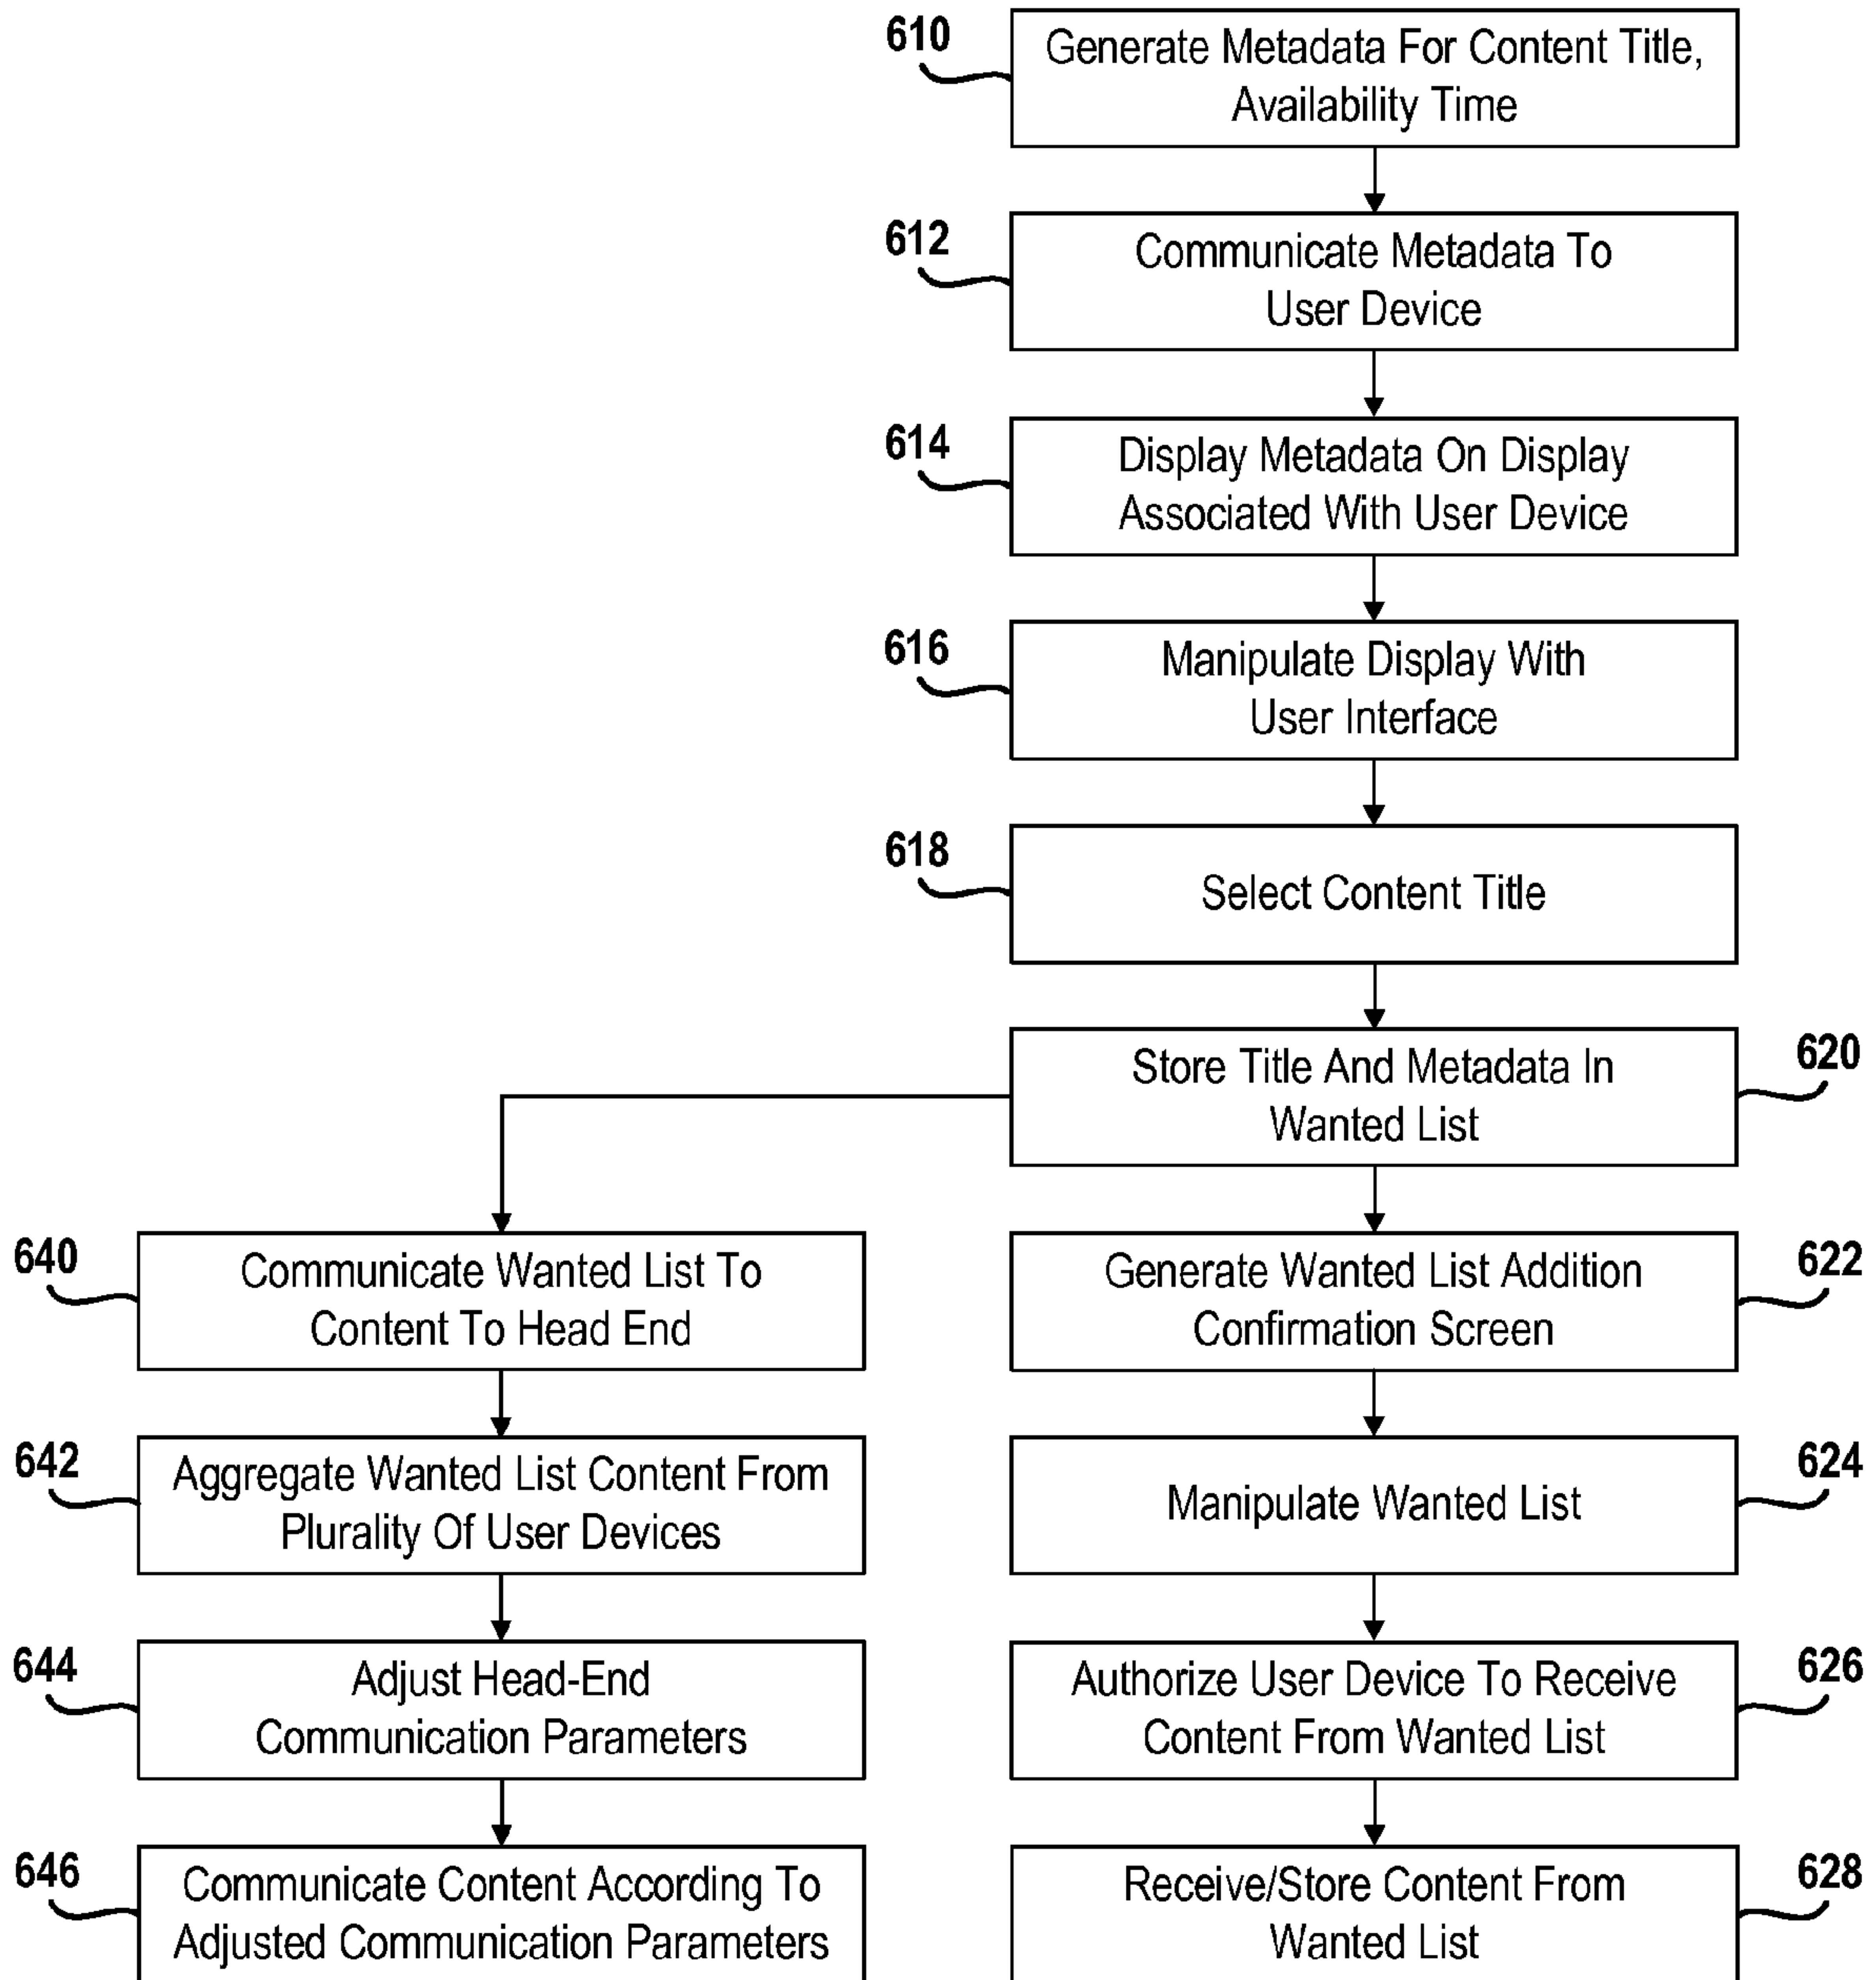 610
Generate Metadata For Content Title,
Availability Time
612
Communicate Metadata To
User Device
614
Display Metadata On Display
Associated With User Device
616
Manipulate Display With
User Interface
618
Select Content Title
620
Store Title And Metadata In
Wanted List
640
Communicate Wanted List To
Content To Head End
622
Generate Wanted List Addition
Confirmation Screen
642
Aggregate Wanted List Content From
Plurality Of User Devices
624
Manipulate Wanted List
644
Adjust Head-End
Communication Parameters
626
Authorize User Device To Receive
Content From Wanted List
646
Communicate Content According To
Adjusted Communication Parameters
628
Receive/Store Content From
Wanted List